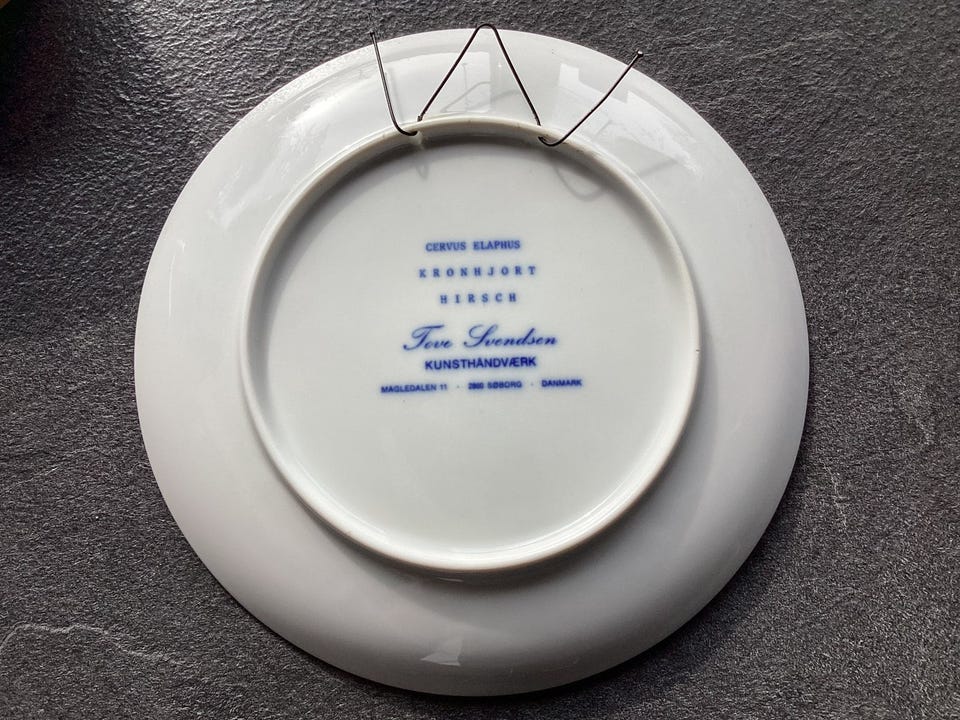 CERVUS ELAPHUS
KRONHJORT
HIRSCH
Tove Svendsen
KUNSTHÅNDVÆRK
MAGLEDALEN 11 · 2860 SØBORG · DANMARK